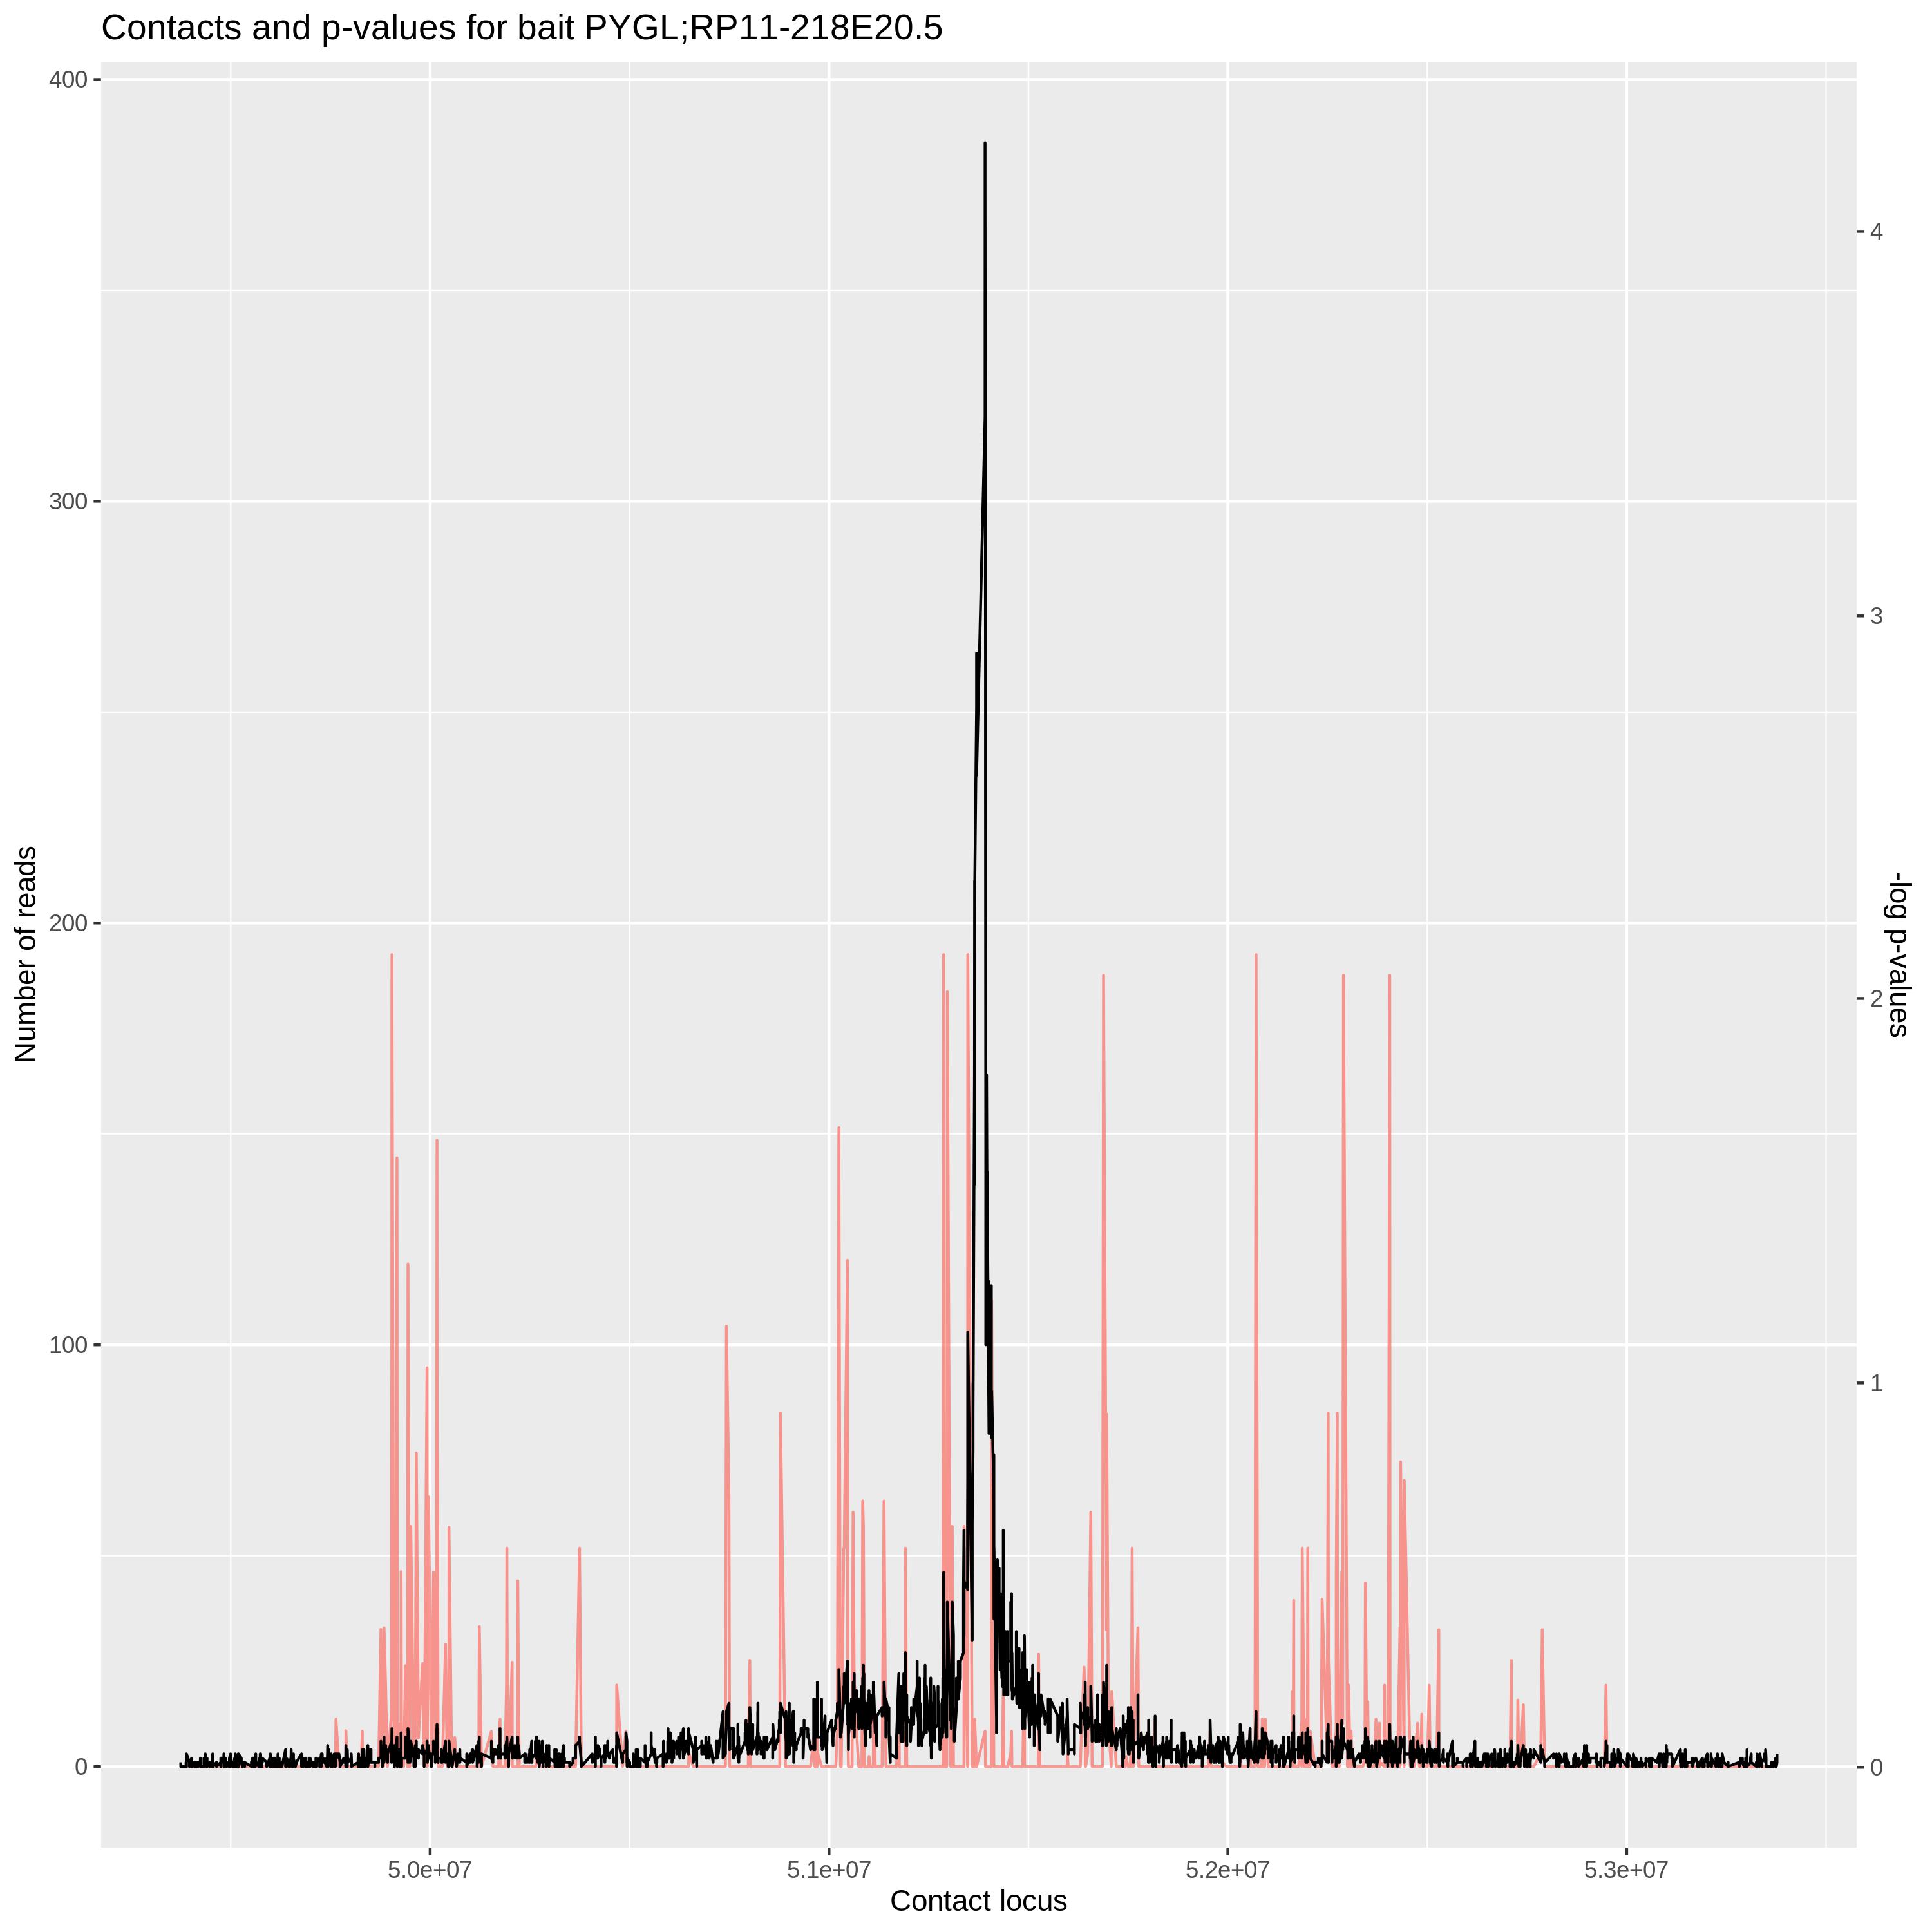 Contacts and p-values for bait PYGL;RP11-218E20.5
400
300
200
100
0
Number of reads
4
3
2
1
0
-log p-values
5.0e+07 5.1e+07 5.2e+07 5.3e+07
Contact locus